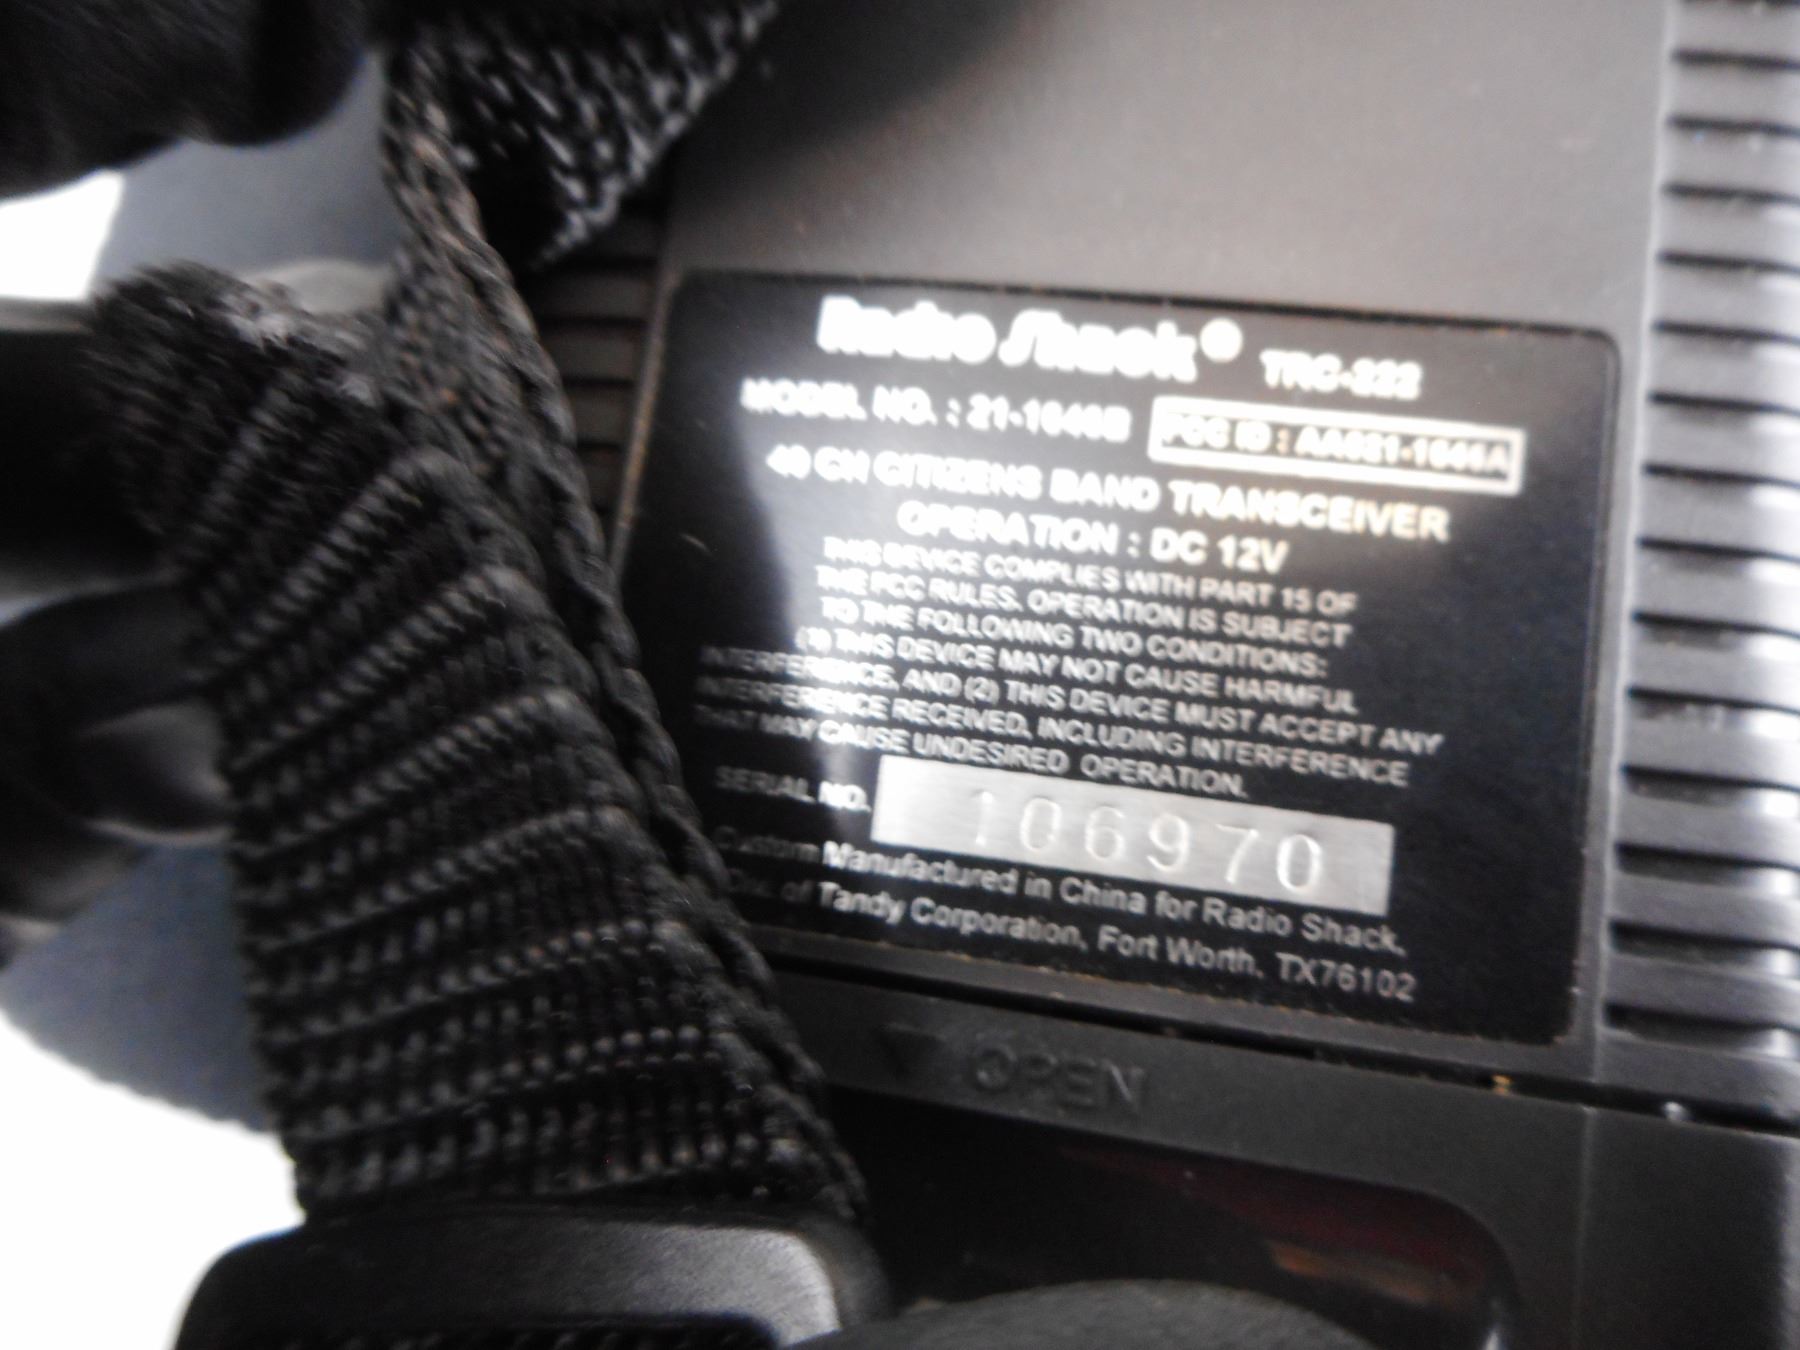 Radio Shack® TRC-222
MODEL NO. : 21-1646B
FCC ID : AAO21-1646A
40 CH CITIZENS BAND TRANSCEIVER
OPERATION : DC 12V
THIS DEVICE COMPLIES WITH PART 15 OF
THE FCC RULES. OPERATION IS SUBJECT
TO THE FOLLOWING TWO CONDITIONS:
(1) THIS DEVICE MAY NOT CAUSE HARMFUL
INTERFERENCE, AND (2) THIS DEVICE MUST ACCEPT ANY
INTERFERENCE RECEIVED, INCLUDING INTERFERENCE
THAT MAY CAUSE UNDESIRED OPERATION.
SERIAL NO. 106970
Custom Manufactured in China for Radio Shack,
Div. of Tandy Corporation, Fort Worth, TX76102
OPEN